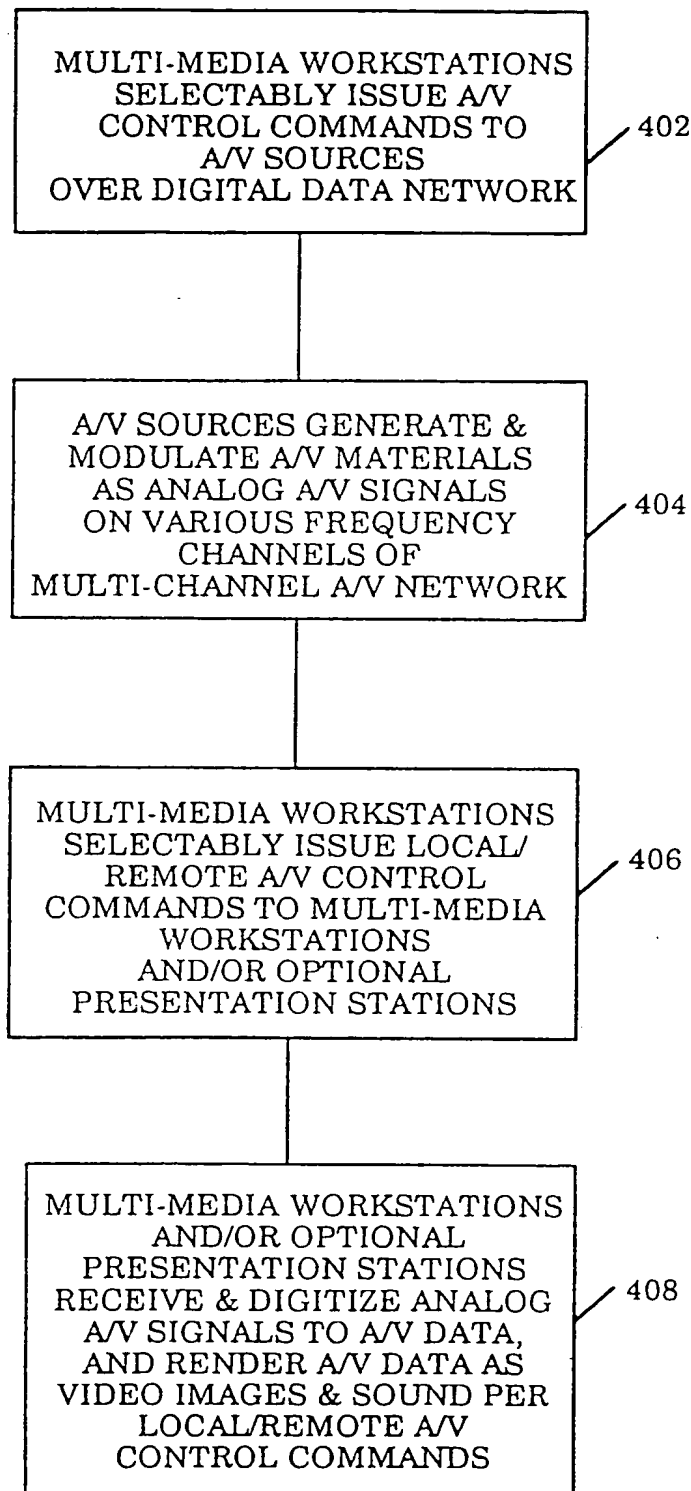 MULTI-MEDIA WORKSTATIONS
SELECTABLY ISSUE A/V
CONTROL COMMANDS TO
A/V SOURCES
OVER DIGITAL DATA NETWORK
402
A/V SOURCES GENERATE &
MODULATE A/V MATERIALS
AS ANALOG A/V SIGNALS
ON VARIOUS FREQUENCY
CHANNELS OF
MULTI-CHANNEL A/V NETWORK
404
MULTI-MEDIA WORKSTATIONS
SELECTABLY ISSUE LOCAL/
REMOTE A/V CONTROL
COMMANDS TO MULTI-MEDIA
WORKSTATIONS
AND/OR OPTIONAL
PRESENTATION STATIONS
406
MULTI-MEDIA WORKSTATIONS
AND/OR OPTIONAL
PRESENTATION STATIONS
RECEIVE & DIGITIZE ANALOG
A/V SIGNALS TO A/V DATA,
AND RENDER A/V DATA AS
VIDEO IMAGES & SOUND PER
LOCAL/REMOTE A/V
CONTROL COMMANDS
408